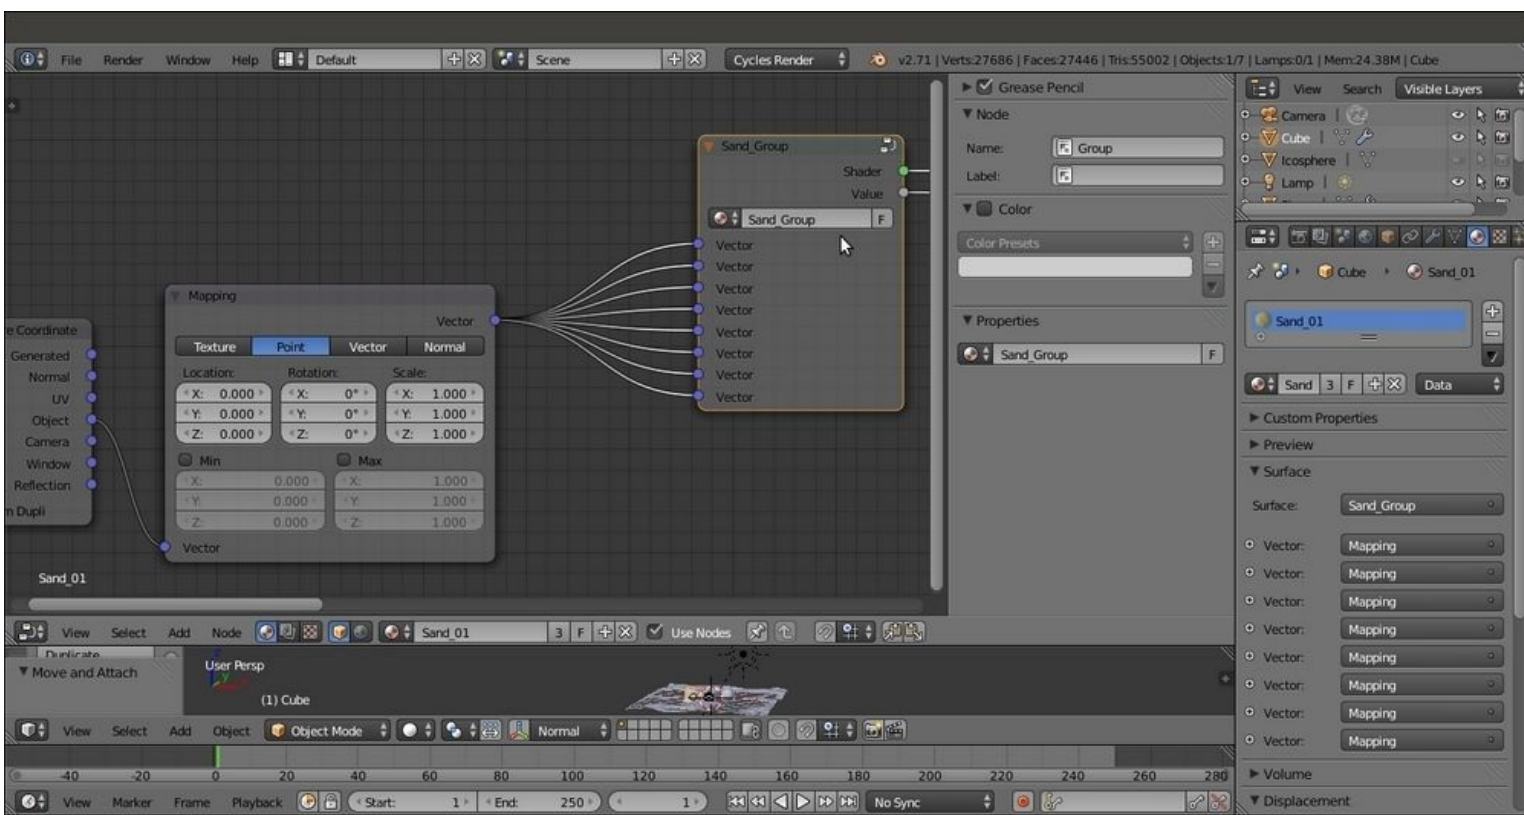 File Render Window Help Default Scene Cycles Render v2.71 | Verts:27686 | Faces:27446 | Tris:55002 | Objects:1/7 | Lamps:0/1 | Mem:24.38M | Cube
Sand_Group
Shader
Value
Sand_Group F
Vector
Vector
Vector
Vector
Vector
Vector
Vector
Vector
Mapping
Vector
Texture Point Vector Normal
Location: Rotation: Scale:
X: 0.000 X: 0° X: 1.000
Y: 0.000 Y: 0° Y: 1.000
Z: 0.000 Z: 0° Z: 1.000
Min Max
X: 0.000 X: 1.000
Y: 0.000 Y: 1.000
Z: 0.000 Z: 1.000
Vector
e Coordinate
Generated
Normal
UV
Object
Camera
Window
Reflection
m Dupli
Sand_01
View Select Add Node Sand_01 3 F Use Nodes
Grease Pencil
Node
Name: Group
Label:
Color
Color Presets
Properties
Sand_Group F
View Search Visible Layers
Camera |
Cube |
Icosphere |
Lamp |
Cube Sand_01
Sand_01
Sand 3 F Data
Custom Properties
Preview
Surface
Surface: Sand_Group
Vector: Mapping
Vector: Mapping
Vector: Mapping
Vector: Mapping
Vector: Mapping
Vector: Mapping
Vector: Mapping
Vector: Mapping
Volume
Displacement
Duplicate
Move and Attach
User Persp
(1) Cube
View Select Add Object Object Mode Normal
-40 -20 0 20 40 60 80 100 120 140 160 180 200 220 240 260 280
View Marker Frame Playback Start: 1 End: 250 1 No Sync